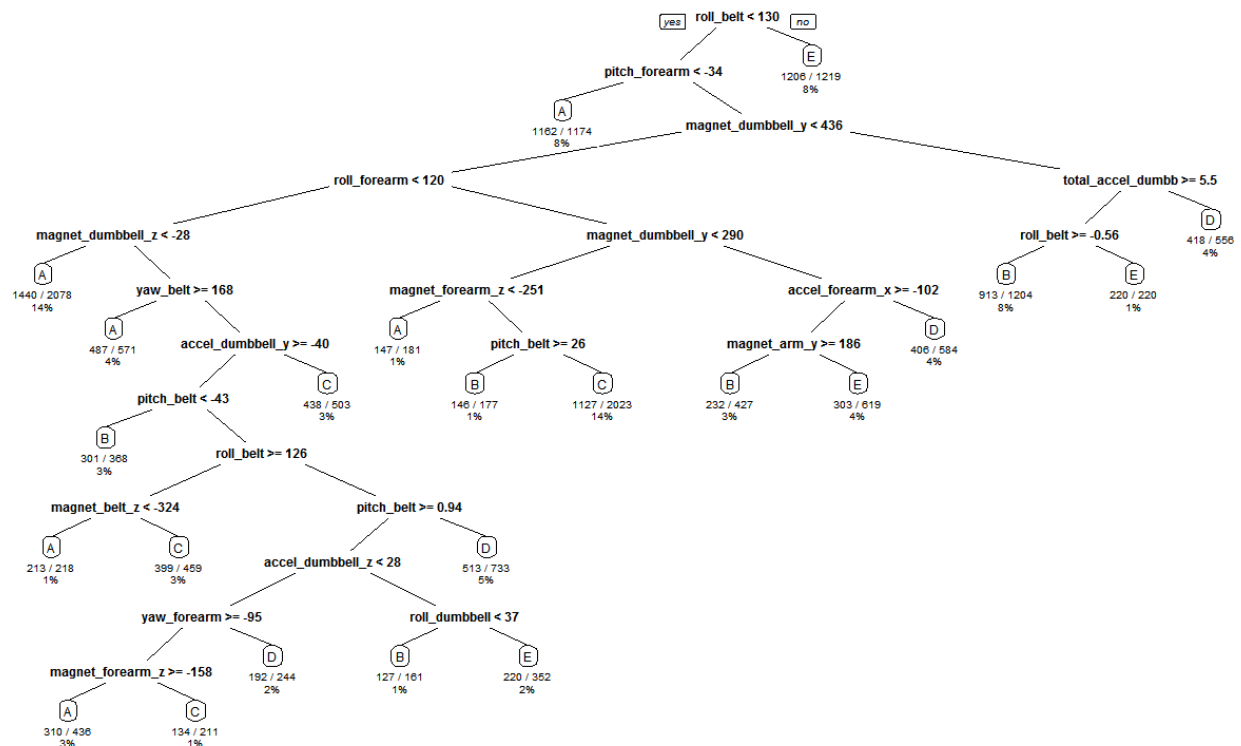 yes roll_belt < 130 no
E
1206 / 1219
8%
pitch_forearm < -34
A
1162 / 1174
8%
magnet_dumbbell_y < 436
roll_forearm < 120
total_accel_dumbb >= 5.5
D
418 / 556
4%
magnet_dumbbell_z < -28
magnet_dumbbell_y < 290
roll_belt >= -0.56
A
1440 / 2078
14%
yaw_belt >= 168
magnet_forearm_z < -251
accel_forearm_x >= -102
B
913 / 1204
8%
E
220 / 220
1%
A
487 / 571
4%
accel_dumbbell_y >= -40
A
147 / 181
1%
pitch_belt >= 26
magnet_arm_y >= 186
D
406 / 584
4%
pitch_belt < -43
C
438 / 503
3%
B
146 / 177
1%
C
1127 / 2023
14%
B
232 / 427
3%
E
303 / 619
4%
B
301 / 368
3%
roll_belt >= 126
magnet_belt_z < -324
pitch_belt >= 0.94
A
213 / 218
1%
C
399 / 459
3%
accel_dumbbell_z < 28
D
513 / 733
5%
yaw_forearm >= -95
roll_dumbbell < 37
magnet_forearm_z >= -158
D
192 / 244
2%
B
127 / 161
1%
E
220 / 352
2%
A
310 / 436
3%
C
134 / 211
1%